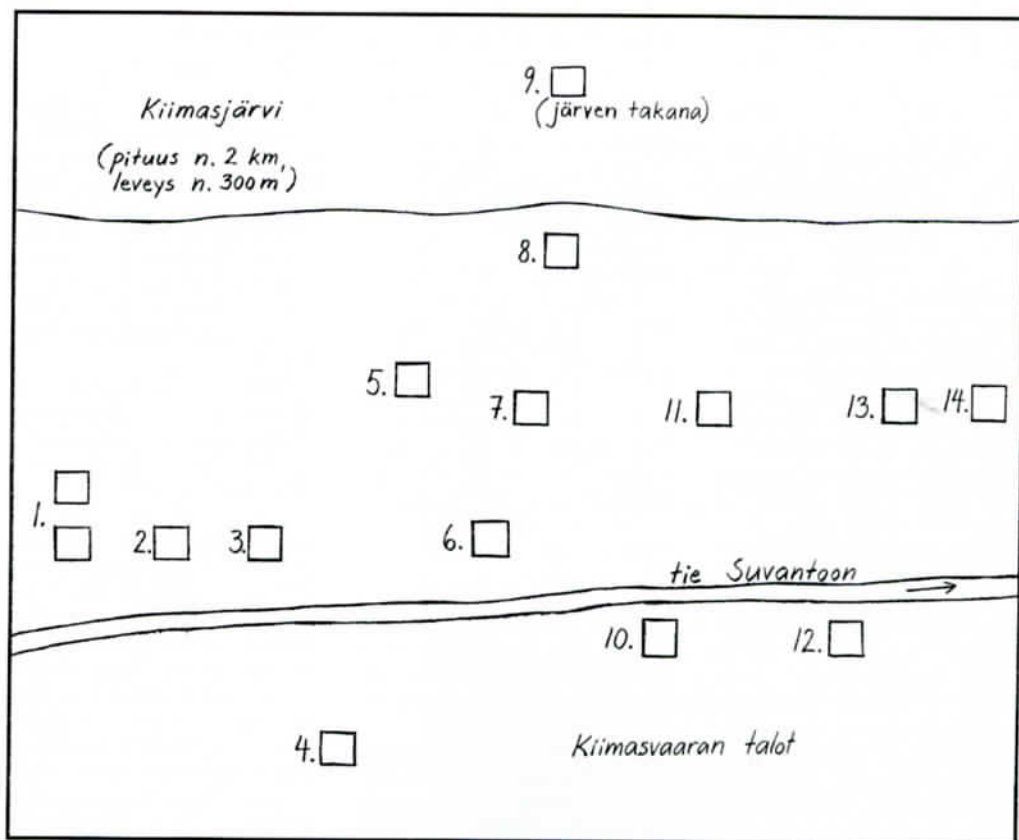 9.
(järven takana)
Kiimasjärvi
(pituus n. 2 km,
leveys n. 300m)
8.
5.
7.
11.
13.
14.
1.
2.
3.
6.
tie Suvantoon
10.
12.
4.
Kiimasvaaran talot